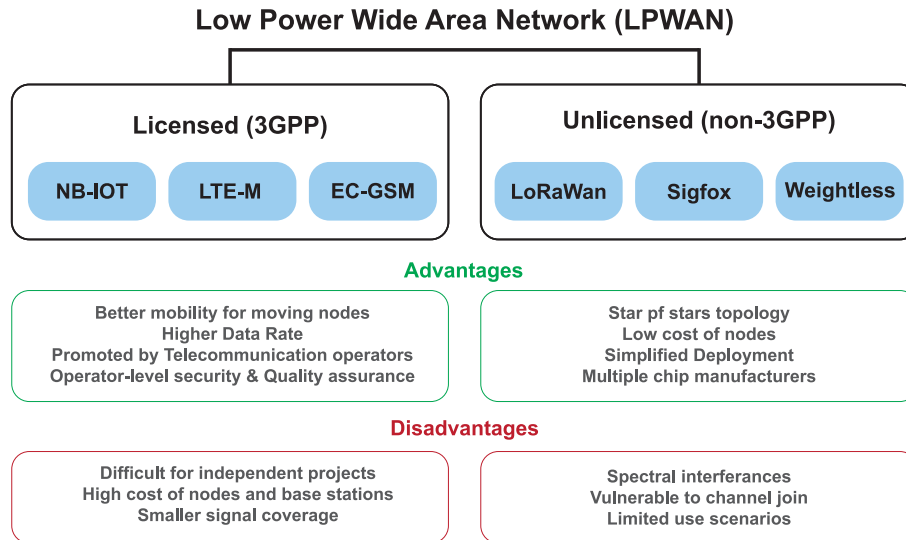 Low Power Wide Area Network (LPWAN)
Licensed (3GPP)
NB-IOT
LTE-M
EC-GSM
Unlicensed (non-3GPP)
LoRaWan
Sigfox
Weightless
Advantages
Better mobility for moving nodes
Higher Data Rate
Promoted by Telecommunication operators
Operator-level security & Quality assurance
Star pf stars topology
Low cost of nodes
Simplified Deployment
Multiple chip manufacturers
Disadvantages
Difficult for independent projects
High cost of nodes and base stations
Smaller signal coverage
Spectral interferances
Vulnerable to channel join
Limited use scenarios